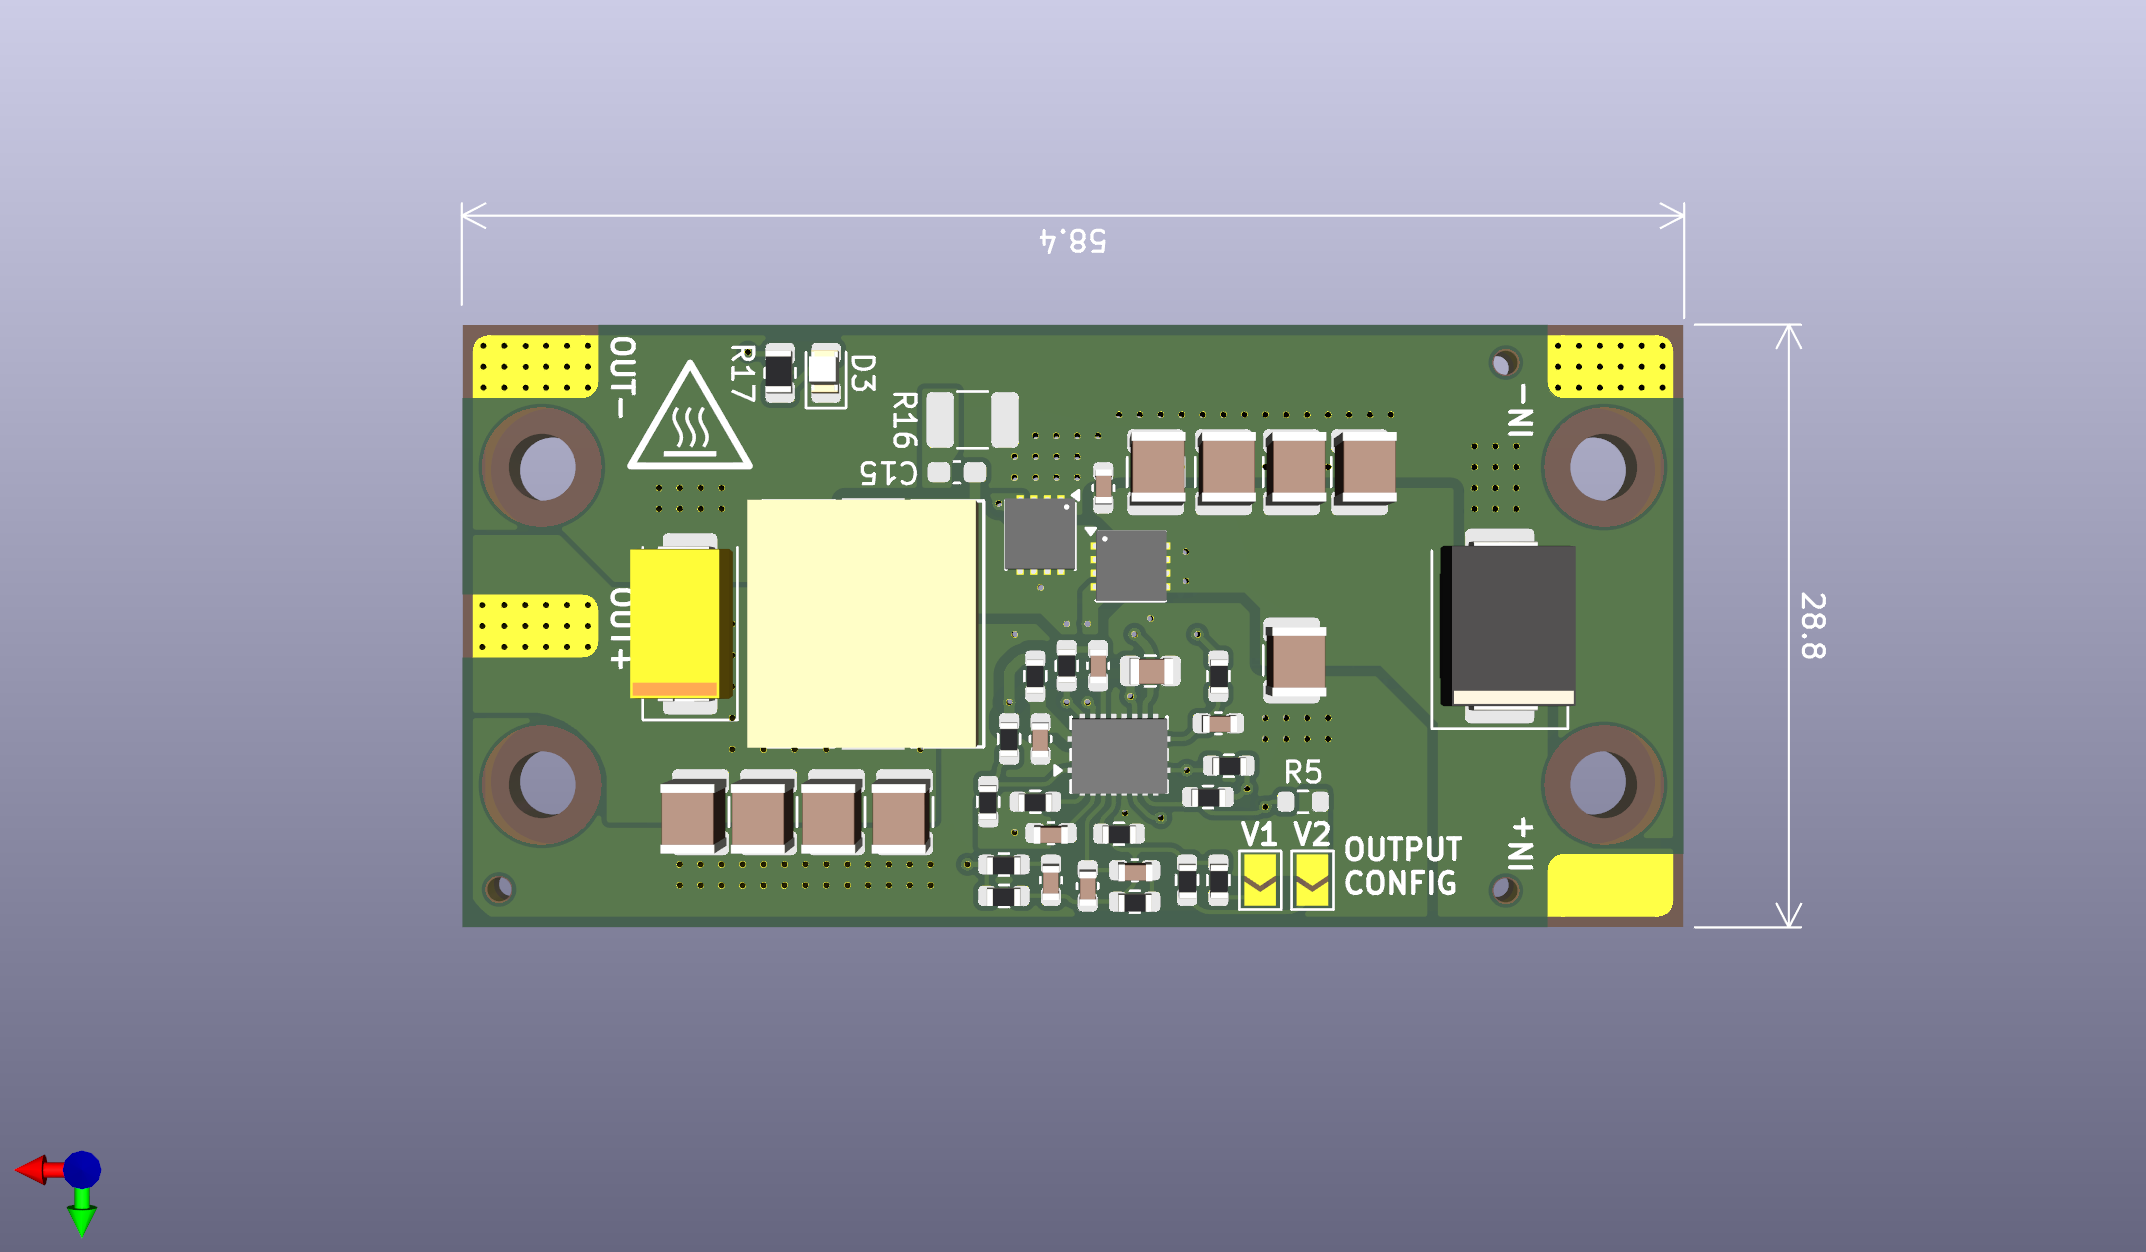 58.4
OUT-
R17
D3
R16
C15
-IN
OUT+
28.8
R5
V1 V2
OUTPUT
CONFIG
IN+